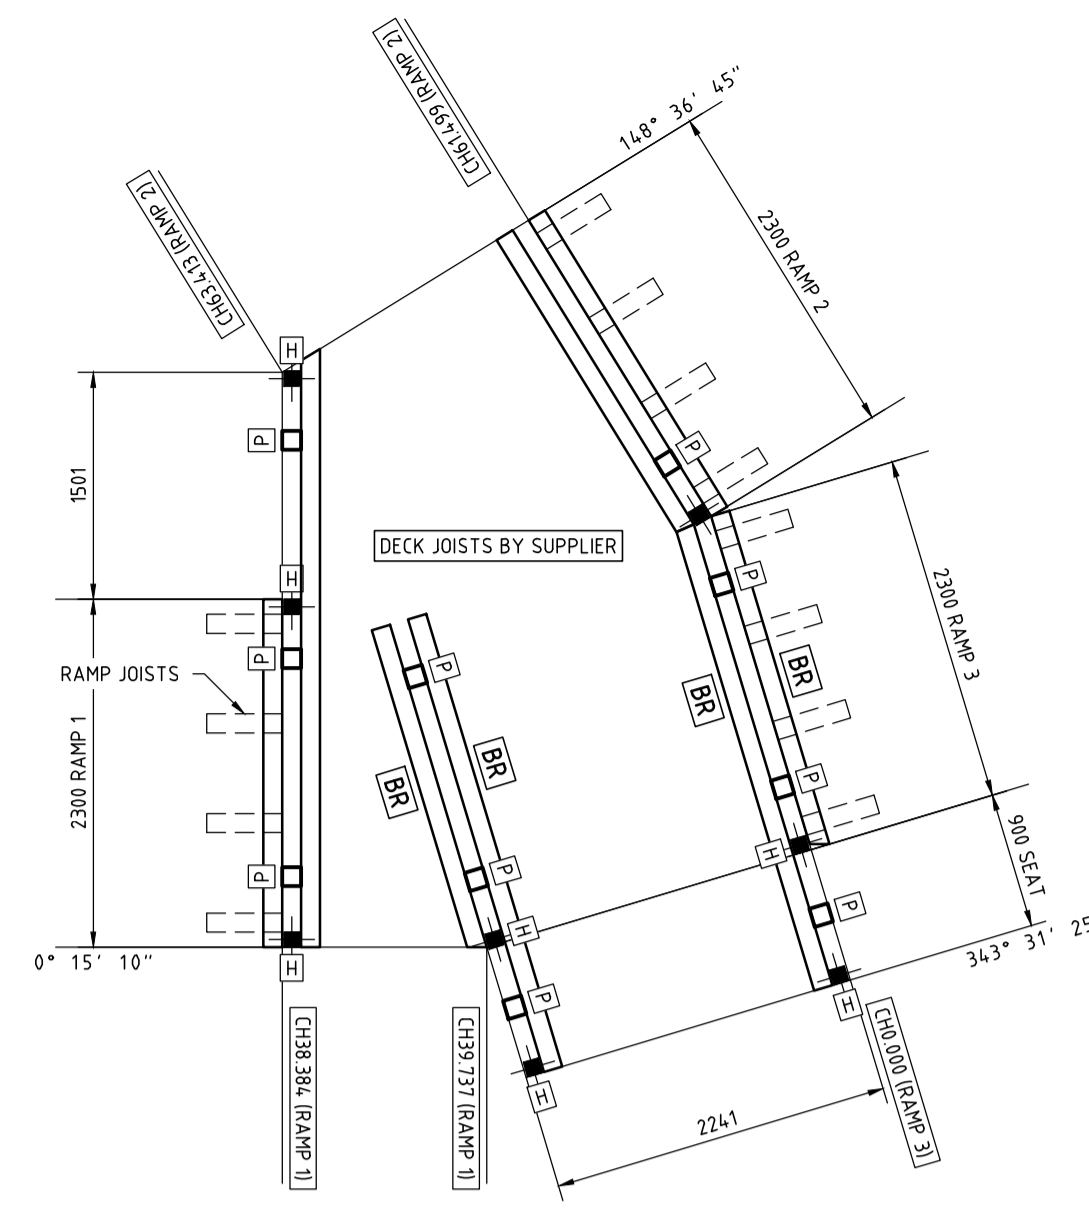 CH61.499 (RAMP 2)
148° 36' 45"
CH63.413 (RAMP 2)
2300 RAMP 2
H
P
1501
P
DECK JOISTS BY SUPPLIER
H
P
2300 RAMP 3
P
P
RAMP JOISTS
BR
BR
BR
BR
2300 RAMP 1
P
H
P
P
900 SEAT
P
H
P
343° 31' 25
0° 15' 10"
H
H
H
CH38.384 (RAMP 1)
CH39.737 (RAMP 1)
CH0.000 (RAMP 3)
2241